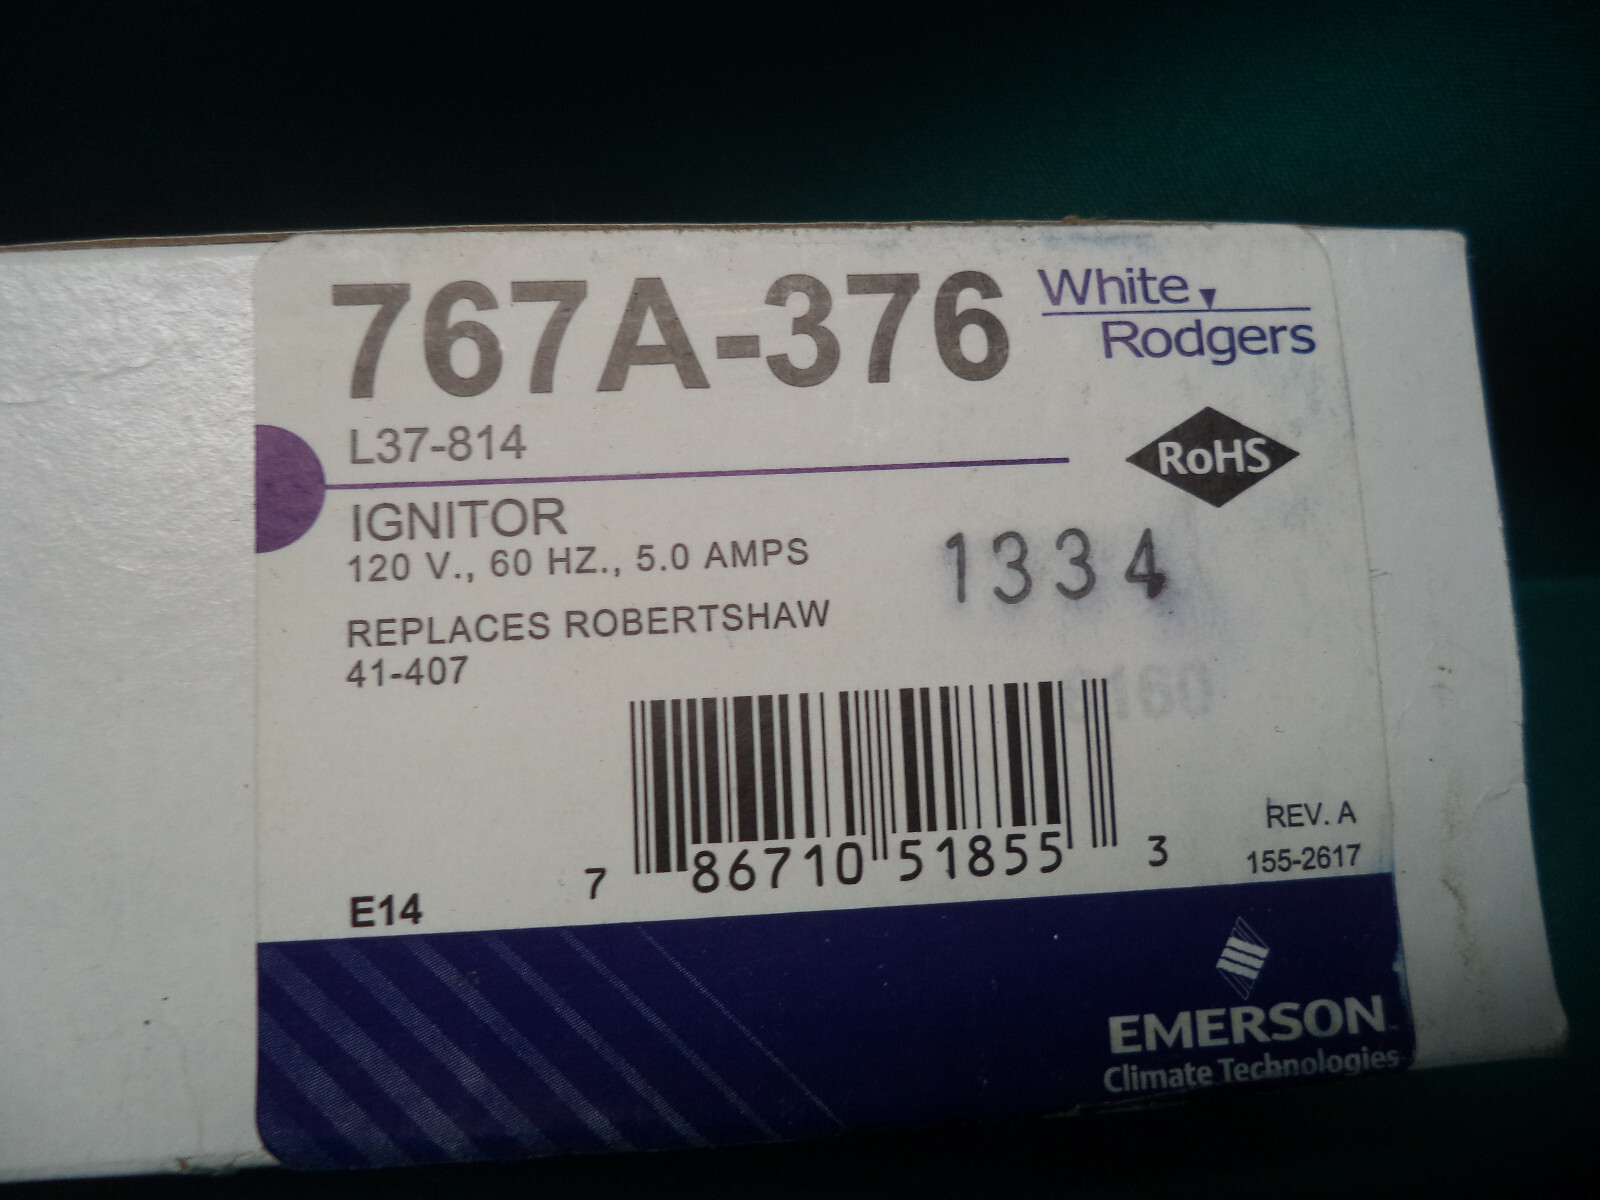 767A-376
White
Rodgers
L37-814
RoHS
IGNITOR
120 V., 60 HZ., 5.0 AMPS
1334
REPLACES ROBERTSHAW
41-407
7 86710 51855 3
REV. A
155-2617
E14
EMERSON
Climate Technologies